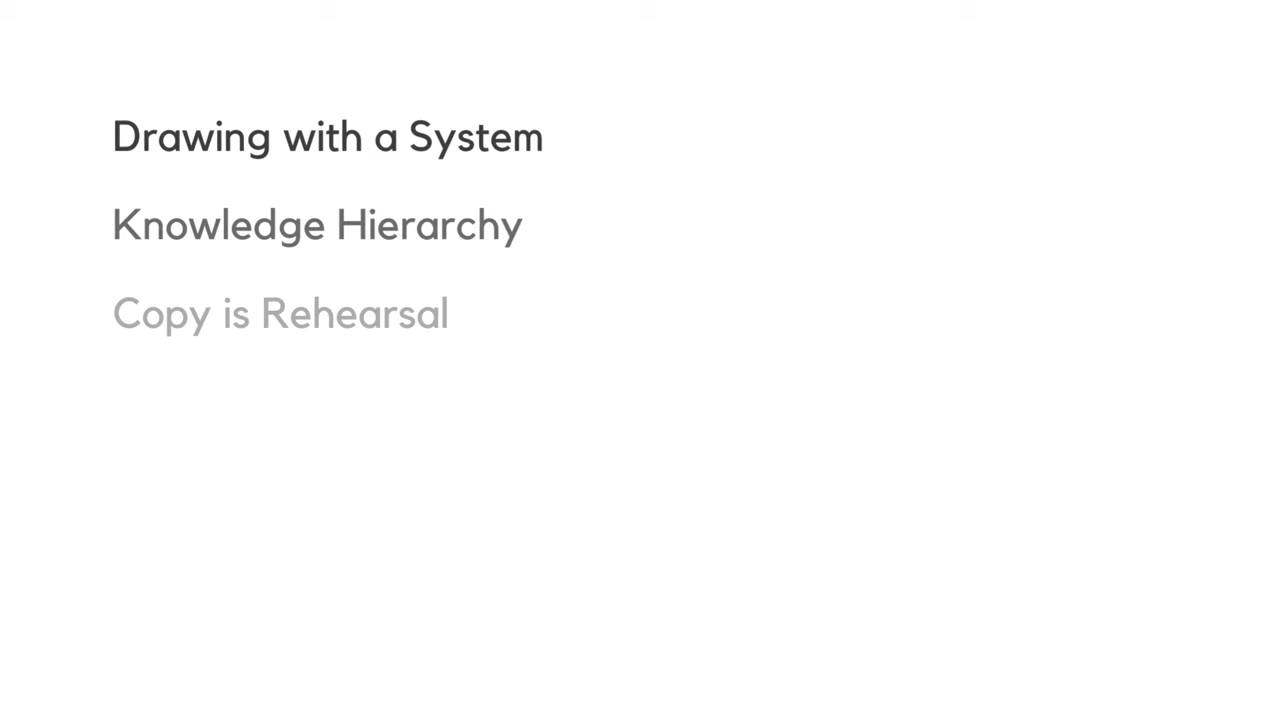 Drawing with a System
Knowledge Hierarchy
Copy is Rehearsal